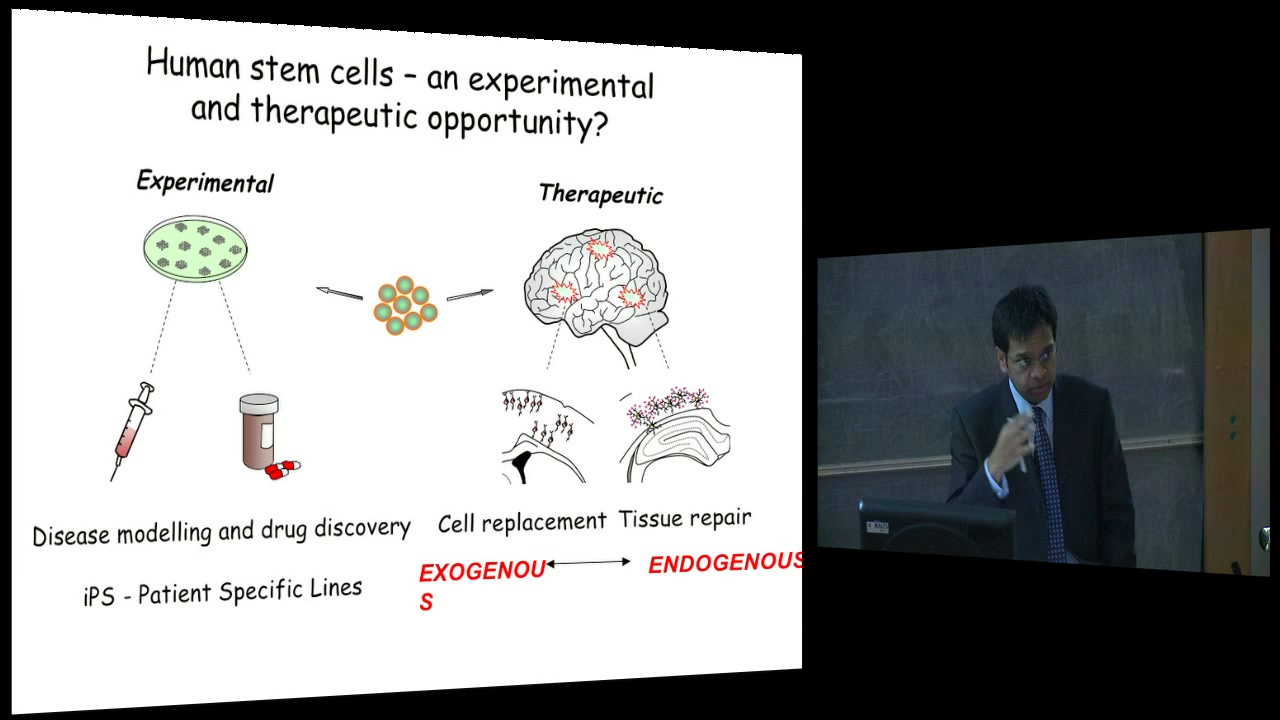 Human stem cells – an experimental
and therapeutic opportunity?
Experimental
Therapeutic
Disease modelling and drug discovery
Cell replacement
Tissue repair
EXOGENOU
S
ENDOGENOUS
iPS - Patient Specific Lines